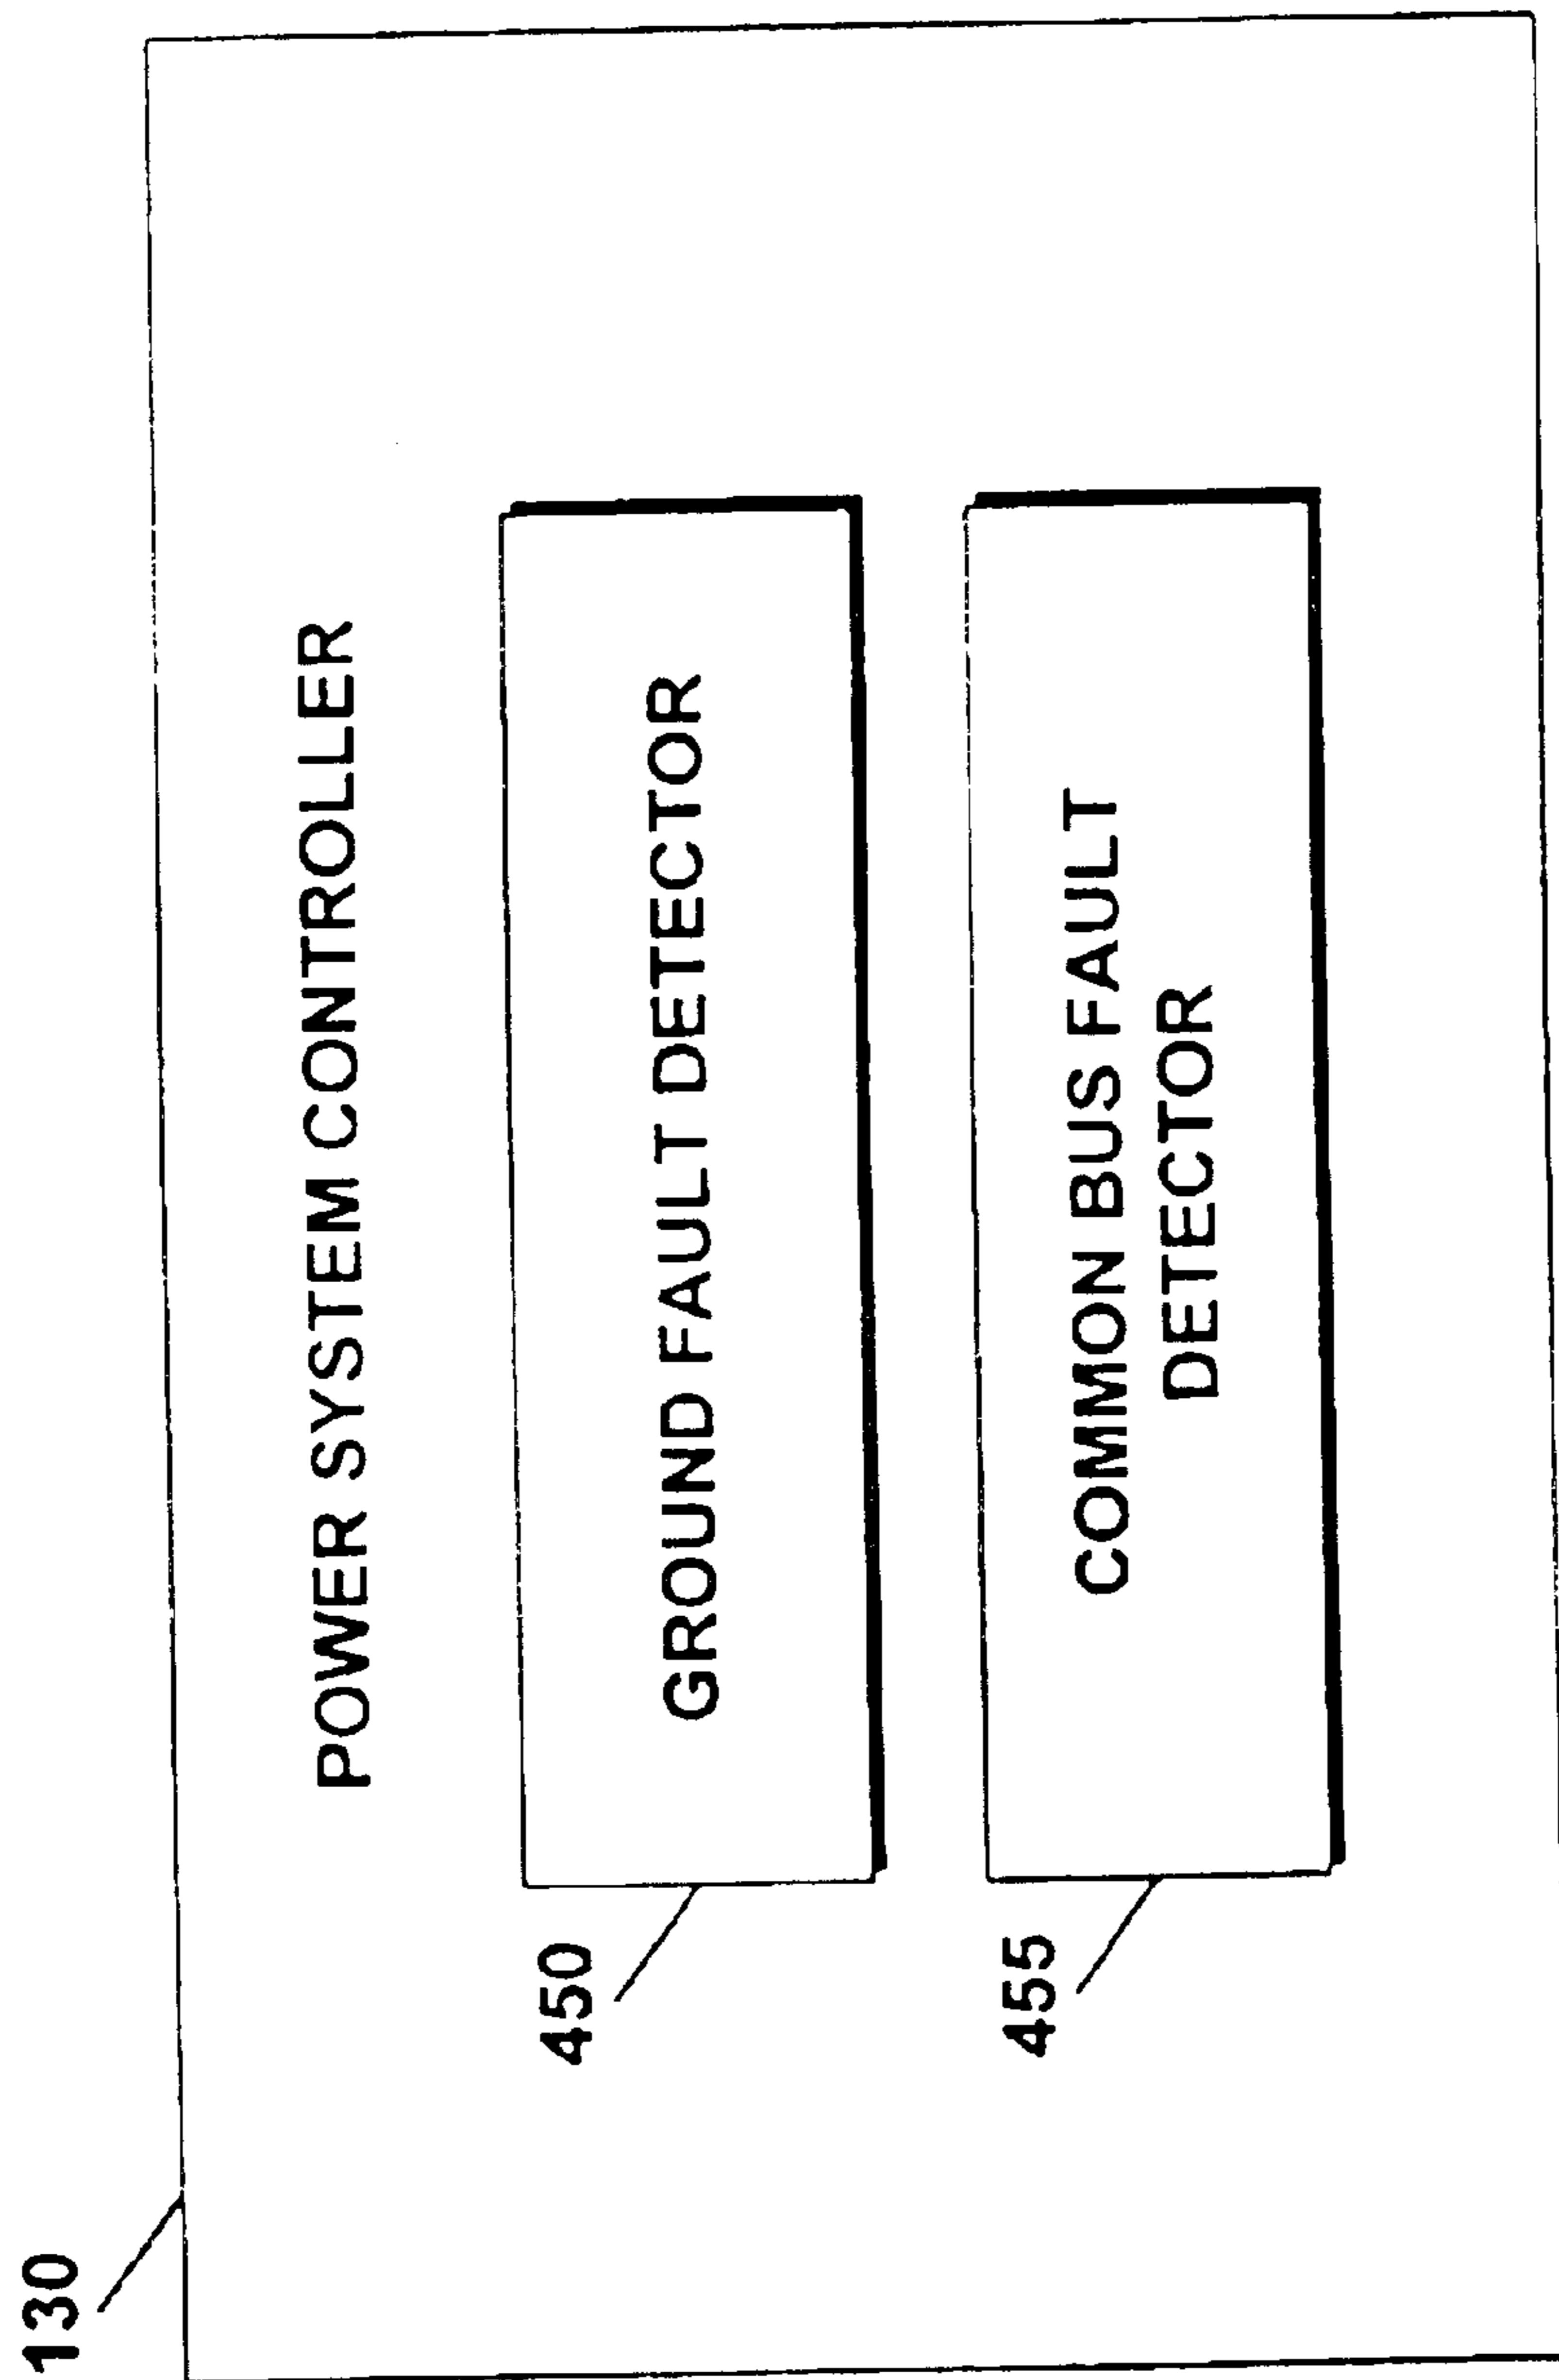 130
POWER SYSTEM CONTROLLER
450
GROUND FAULT DETECTOR
455
COMMON BUS FAULT
DETECTOR